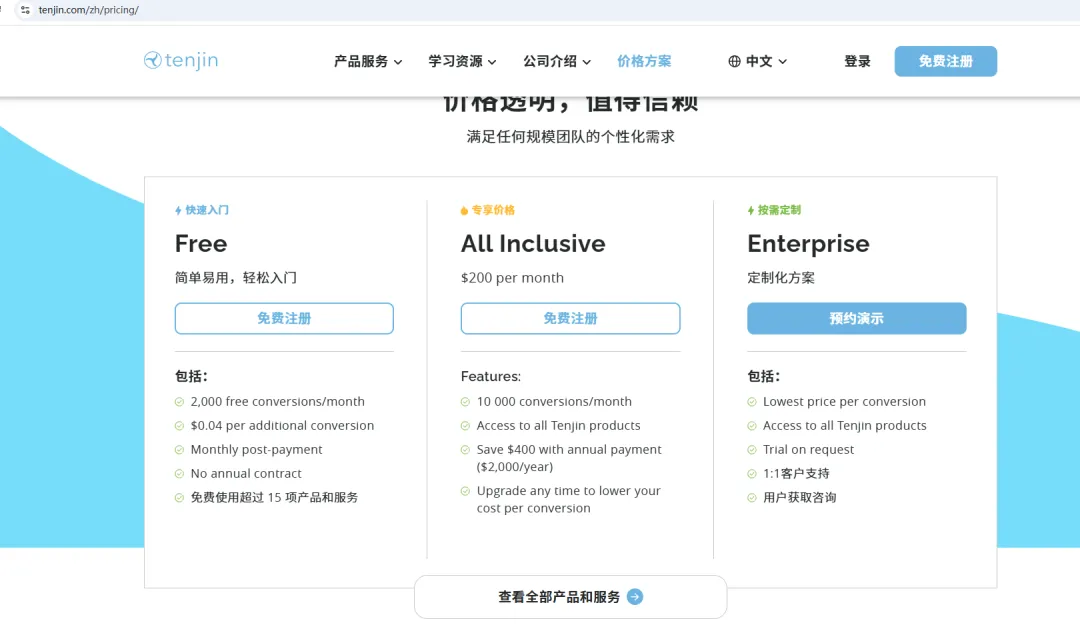 tenjin.com/zh/pricing/
tenjin
产品服务
学习资源
公司介绍
价格方案
中文
登录
免费注册
价格透明，值得信赖
满足任何规模团队的个性化需求
快速入门
Free
简单易用，轻松入门
免费注册
包括：
2,000 free conversions/month
$0.04 per additional conversion
Monthly post-payment
No annual contract
免费使用超过 15 项产品和服务
专享价格
All Inclusive
$200 per month
免费注册
Features:
10 000 conversions/month
Access to all Tenjin products
Save $400 with annual payment
($2,000/year)
Upgrade any time to lower your
cost per conversion
按需定制
Enterprise
定制化方案
预约演示
包括：
Lowest price per conversion
Access to all Tenjin products
Trial on request
1:1客户支持
用户获取咨询
查看全部产品和服务